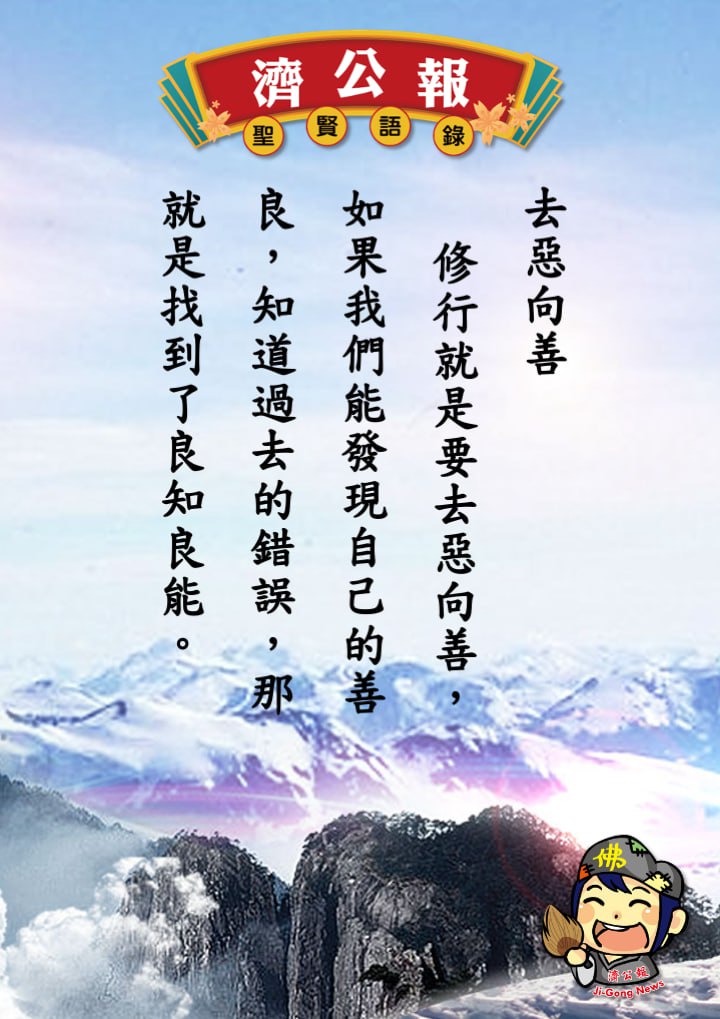 濟公報
聖賢語錄
去惡向善
修行就是要去惡向善，
如果我們能發現自己的善
良，知道過去的錯誤，那
就是找到了良知良能。
佛
濟公報
Ji-Gong News